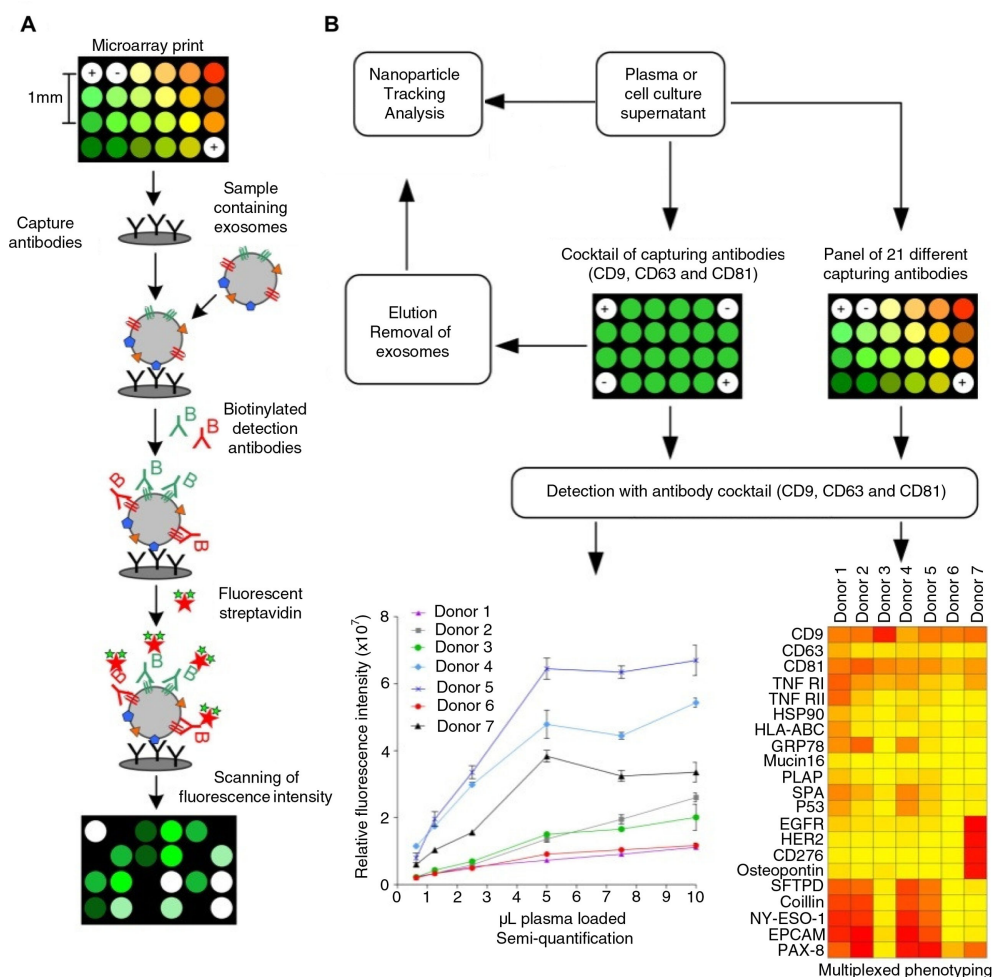 A
Microarray print
+
-
1mm
+
Capture
antibodies
Sample
containing
exosomes
Biotinylated
detection
antibodies
B
B
B
B
B
B
Fluorescent
streptavidin
B
B
B
B
Scanning of
fluorescence intensity
B
Nanoparticle
Tracking
Analysis
Plasma or
cell culture
supernatant
Elution
Removal of
exosomes
Cocktail of capturing antibodies
(CD9, CD63 and CD81)
+
-
-
+
Panel of 21 different
capturing antibodies
+
-
+
Detection with antibody cocktail (CD9, CD63 and CD81)
Relative fluorescence intensity (x10⁷)
8
6
4
2
0
0
1
2
3
4
5
6
7
8
9
10
Donor 1
Donor 2
Donor 3
Donor 4
Donor 5
Donor 6
Donor 7
µL plasma loaded
Semi-quantification
Donor 1
Donor 2
Donor 3
Donor 4
Donor 5
Donor 6
Donor 7
CD9
CD63
CD81
TNF RI
TNF RII
HSP90
HLA-ABC
GRP78
Mucin16
PLAP
SPA
P53
EGFR
HER2
CD276
Osteopontin
SFTPD
Coillin
NY-ESO-1
EPCAM
PAX-8
Multiplexed phenotyping